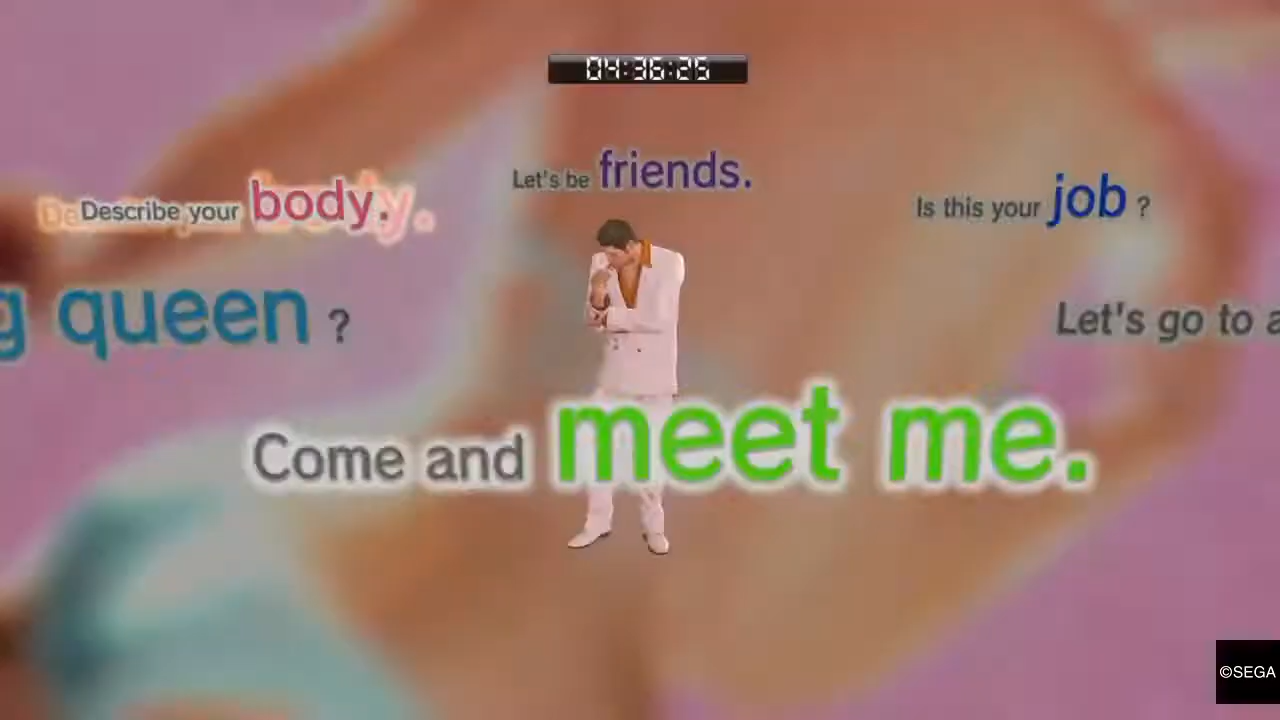 04:36:26
Let's be friends.
Describe your body.
Is this your job ?
g queen ?
Let's go to a
Come and meet me.
©SEGA